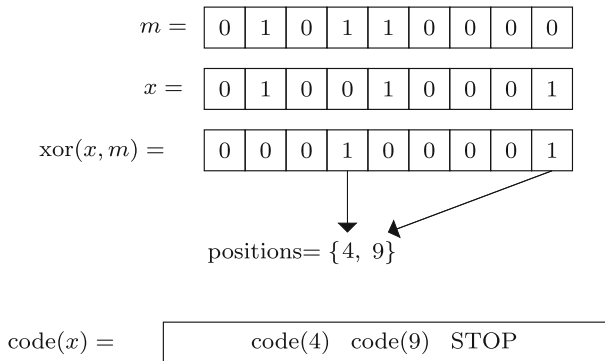 m = 0 1 0 1 1 0 0 0 0
x = 0 1 0 0 1 0 0 0 1
xor(x, m) = 0 0 0 1 0 0 0 0 1
positions= {4, 9}
code(x) = code(4) code(9) STOP